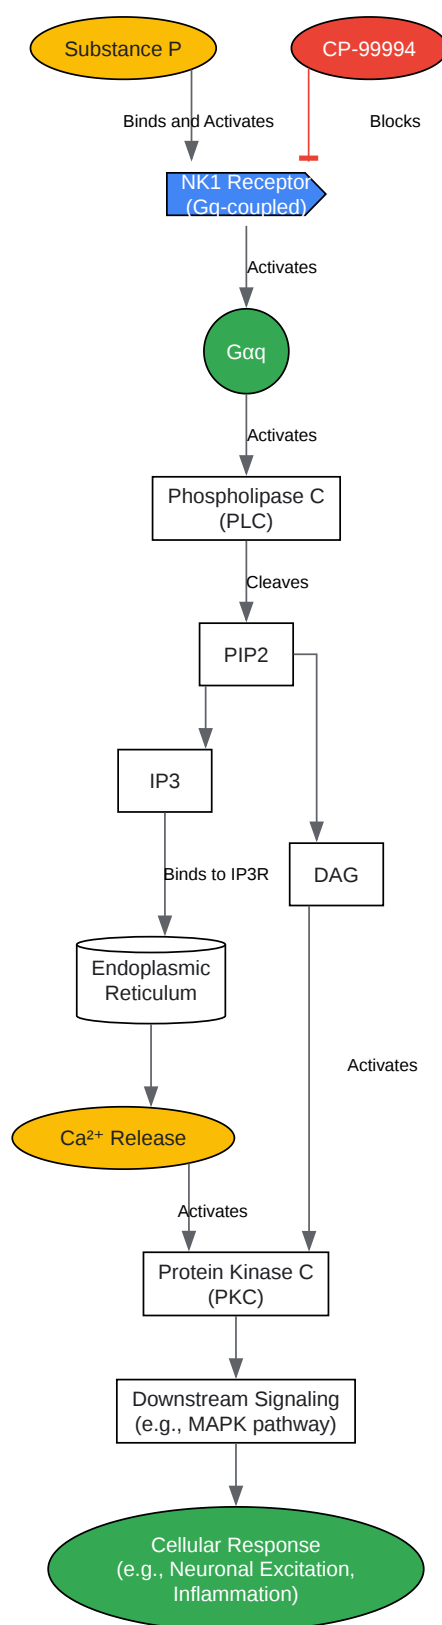 Substance P
CP-99994
Binds and Activates
Blocks
NK1 Receptor
(Gq-coupled)
Activates
Gαq
Activates
Phospholipase C
(PLC)
Cleaves
PIP2
IP3
Binds to IP3R
DAG
Endoplasmic
Reticulum
Activates
Ca²⁺ Release
Activates
Protein Kinase C
(PKC)
Downstream Signaling
(e.g., MAPK pathway)
Cellular Response
(e.g., Neuronal Excitation,
Inflammation)